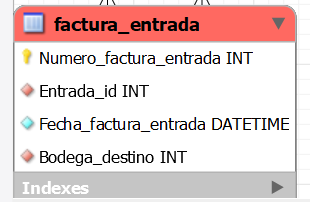 factura_entrada
Numero_factura_entrada INT
Entrada_id INT
Fecha_factura_entrada DATETIME
Bodega_destino INT
Indexes